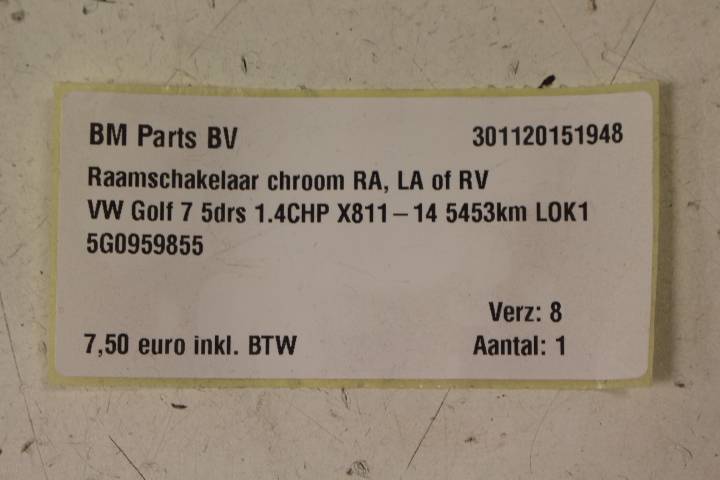 BM Parts BV 301120151948
Raamschakelaar chroom RA, LA of RV
VW Golf 7 5drs 1.4CHP X811-14 5453km LOK1
5G0959855
Verz: 8
7,50 euro inkl. BTW Aantal: 1